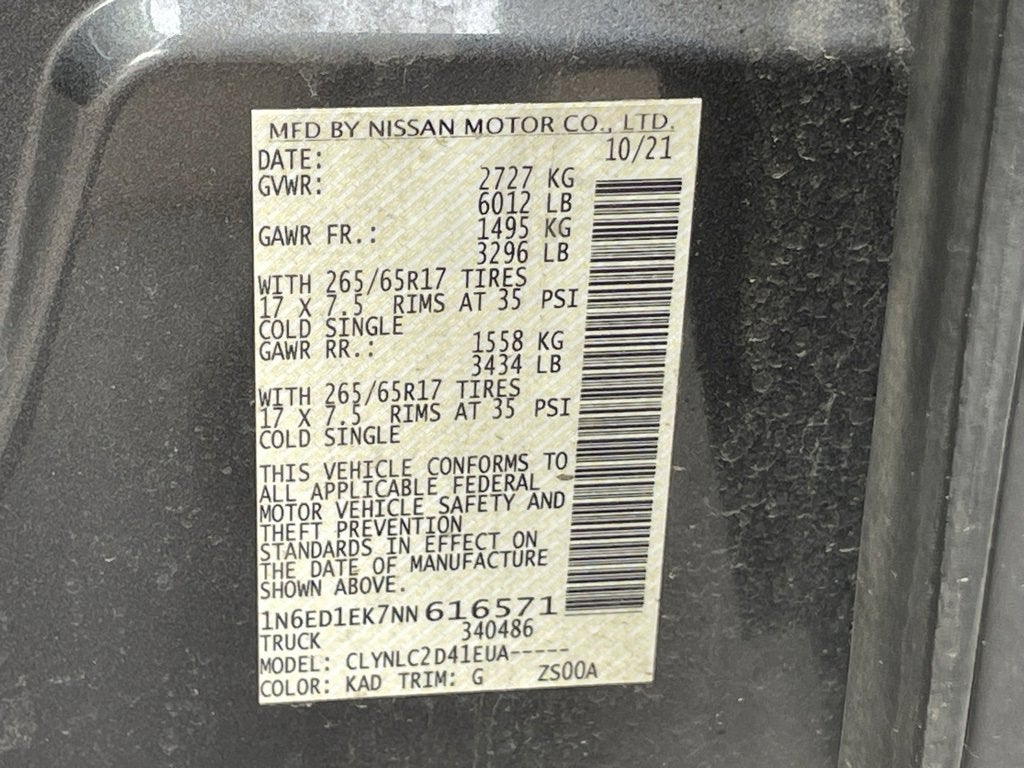 MFD BY NISSAN MOTOR CO., LTD.
DATE: 10/21
GVWR: 2727 KG
6012 LB
GAWR FR.: 1495 KG
3296 LB
WITH 265/65R17 TIRES
17 X 7.5 RIMS AT 35 PSI
COLD SINGLE
GAWR RR.: 1558 KG
3434 LB
WITH 265/65R17 TIRES
17 X 7.5 RIMS AT 35 PSI
COLD SINGLE
THIS VEHICLE CONFORMS TO
ALL APPLICABLE FEDERAL
MOTOR VEHICLE SAFETY AND
THEFT PREVENTION
STANDARDS IN EFFECT ON
THE DATE OF MANUFACTURE
SHOWN ABOVE.
1N6ED1EK7NN616571
TRUCK 340486
MODEL: CLYNLC2D41EUA-----
COLOR: KAD TRIM: G ZS00A